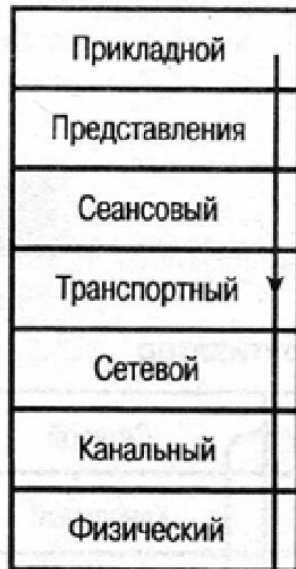 Прикладной
Представления
Сеансовый
Транспортный
Сетевой
Канальный
Физический